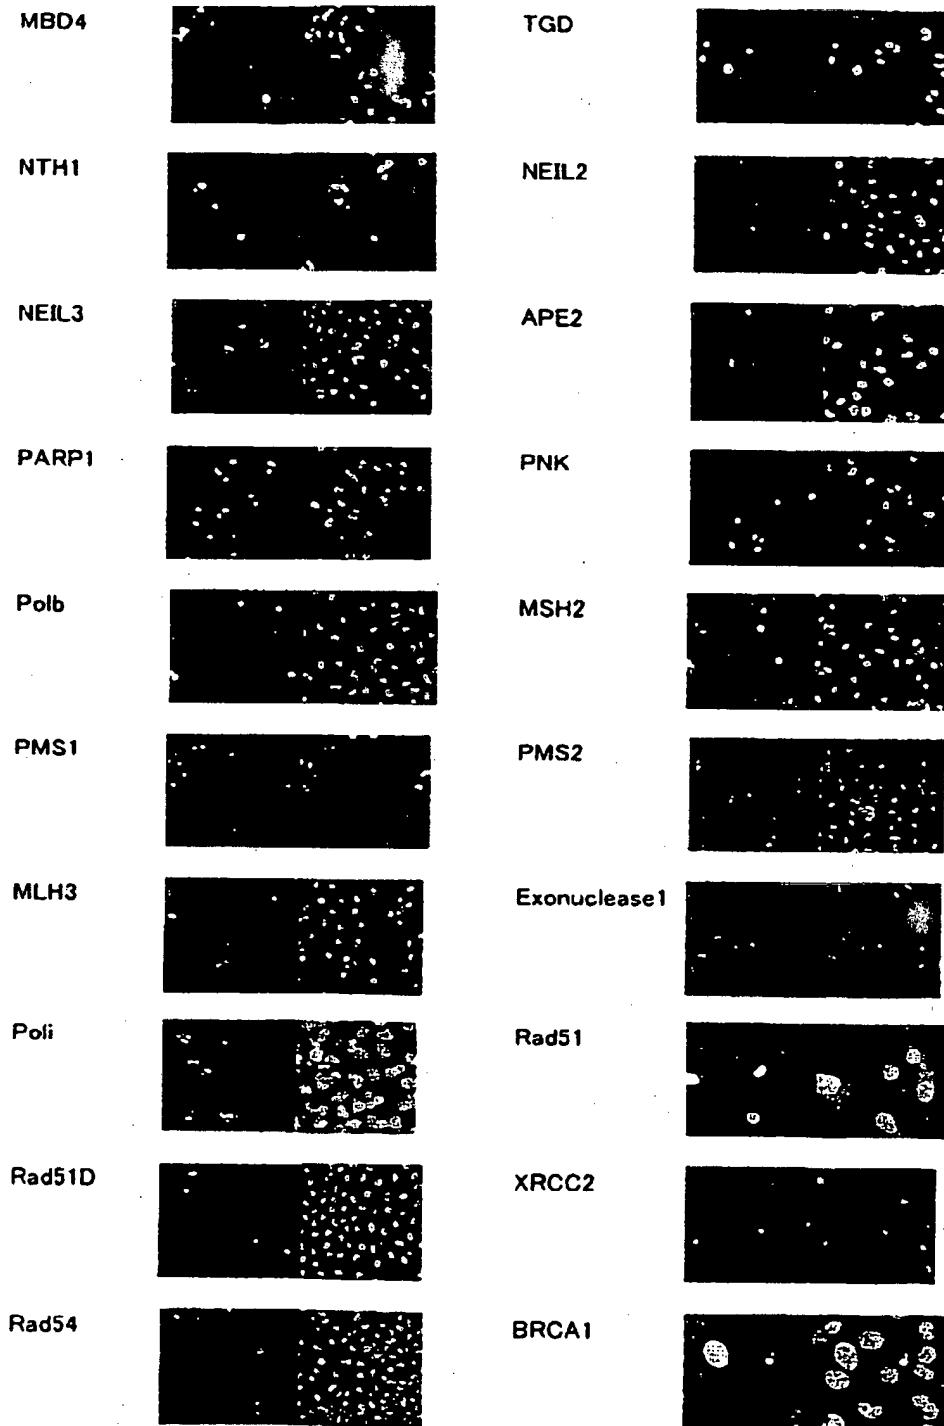 MBD4
TGD
NTH1
NEIL2
NEIL3
APE2
PARP1
PNK
Polb
MSH2
PMS1
PMS2
MLH3
Exonuclease1
Poli
Rad51
Rad51D
XRCC2
Rad54
BRCA1